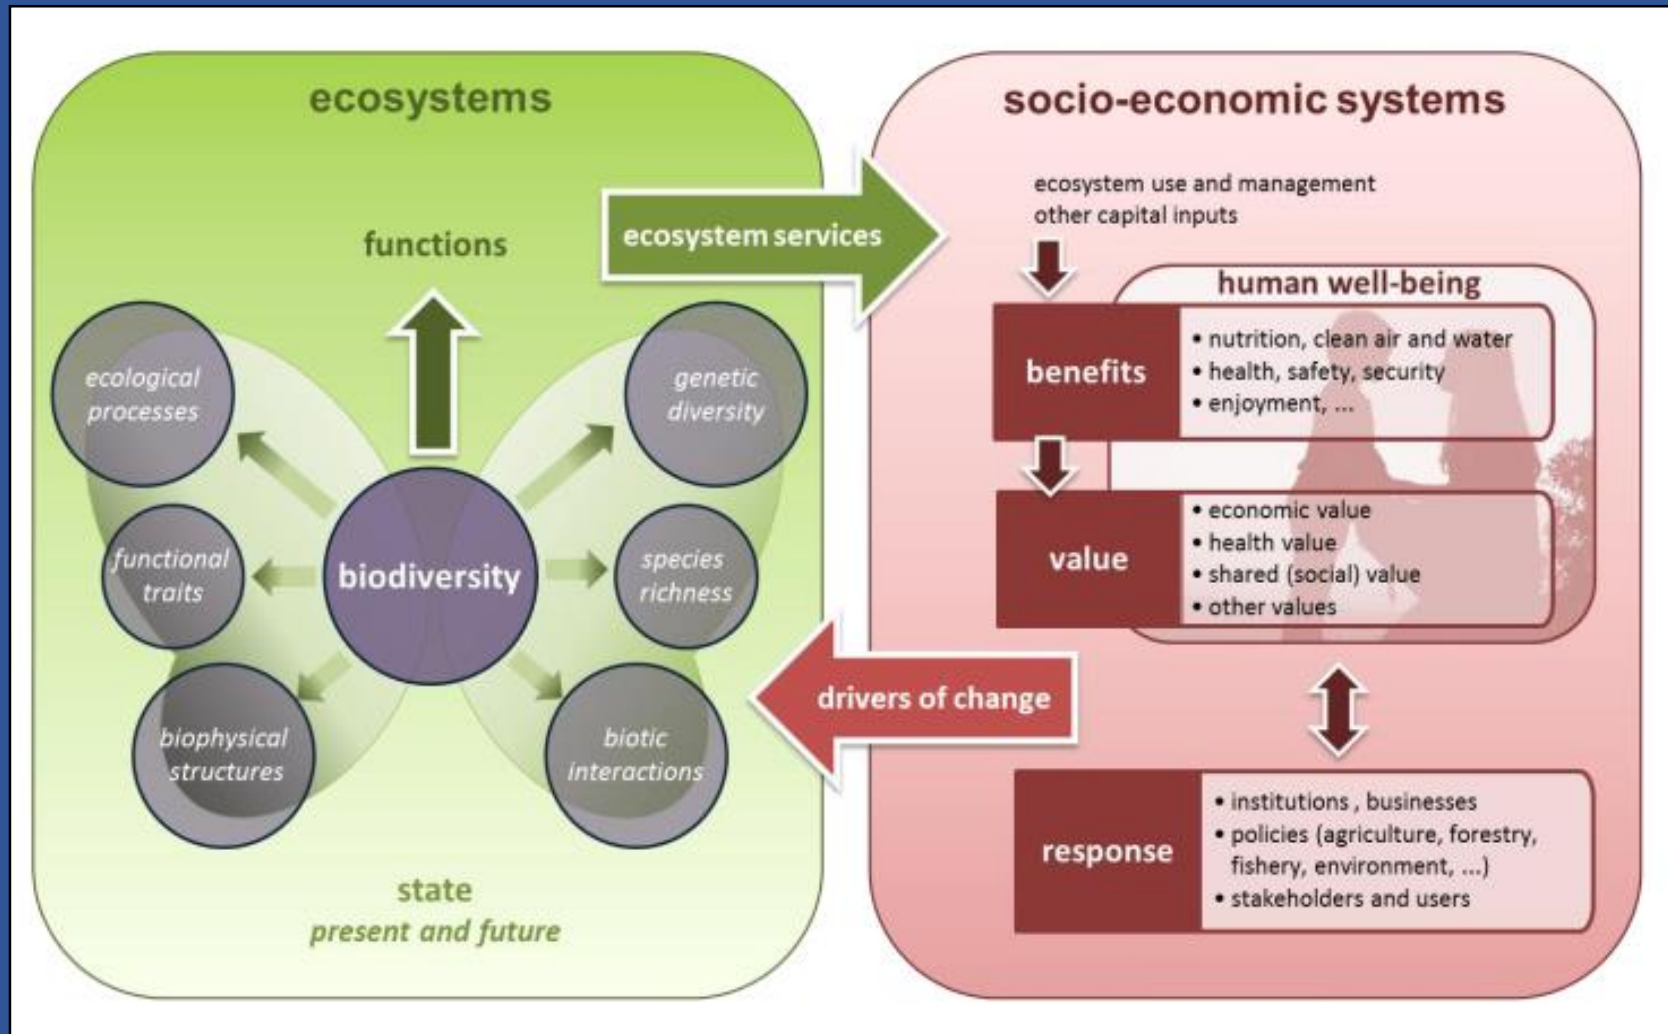 ecosystems
functions
ecological
processes
genetic
diversity
functional
traits
biodiversity
species
richness
biophysical
structures
biotic
interactions
state
present and future
ecosystem services
drivers of change
socio-economic systems
ecosystem use and management
other capital inputs
human well-being
benefits
• nutrition, clean air and water
• health, safety, security
• enjoyment, ...
value
• economic value
• health value
• shared (social) value
• other values
response
• institutions , businesses
• policies (agriculture, forestry,
fishery, environment, ...)
• stakeholders and users